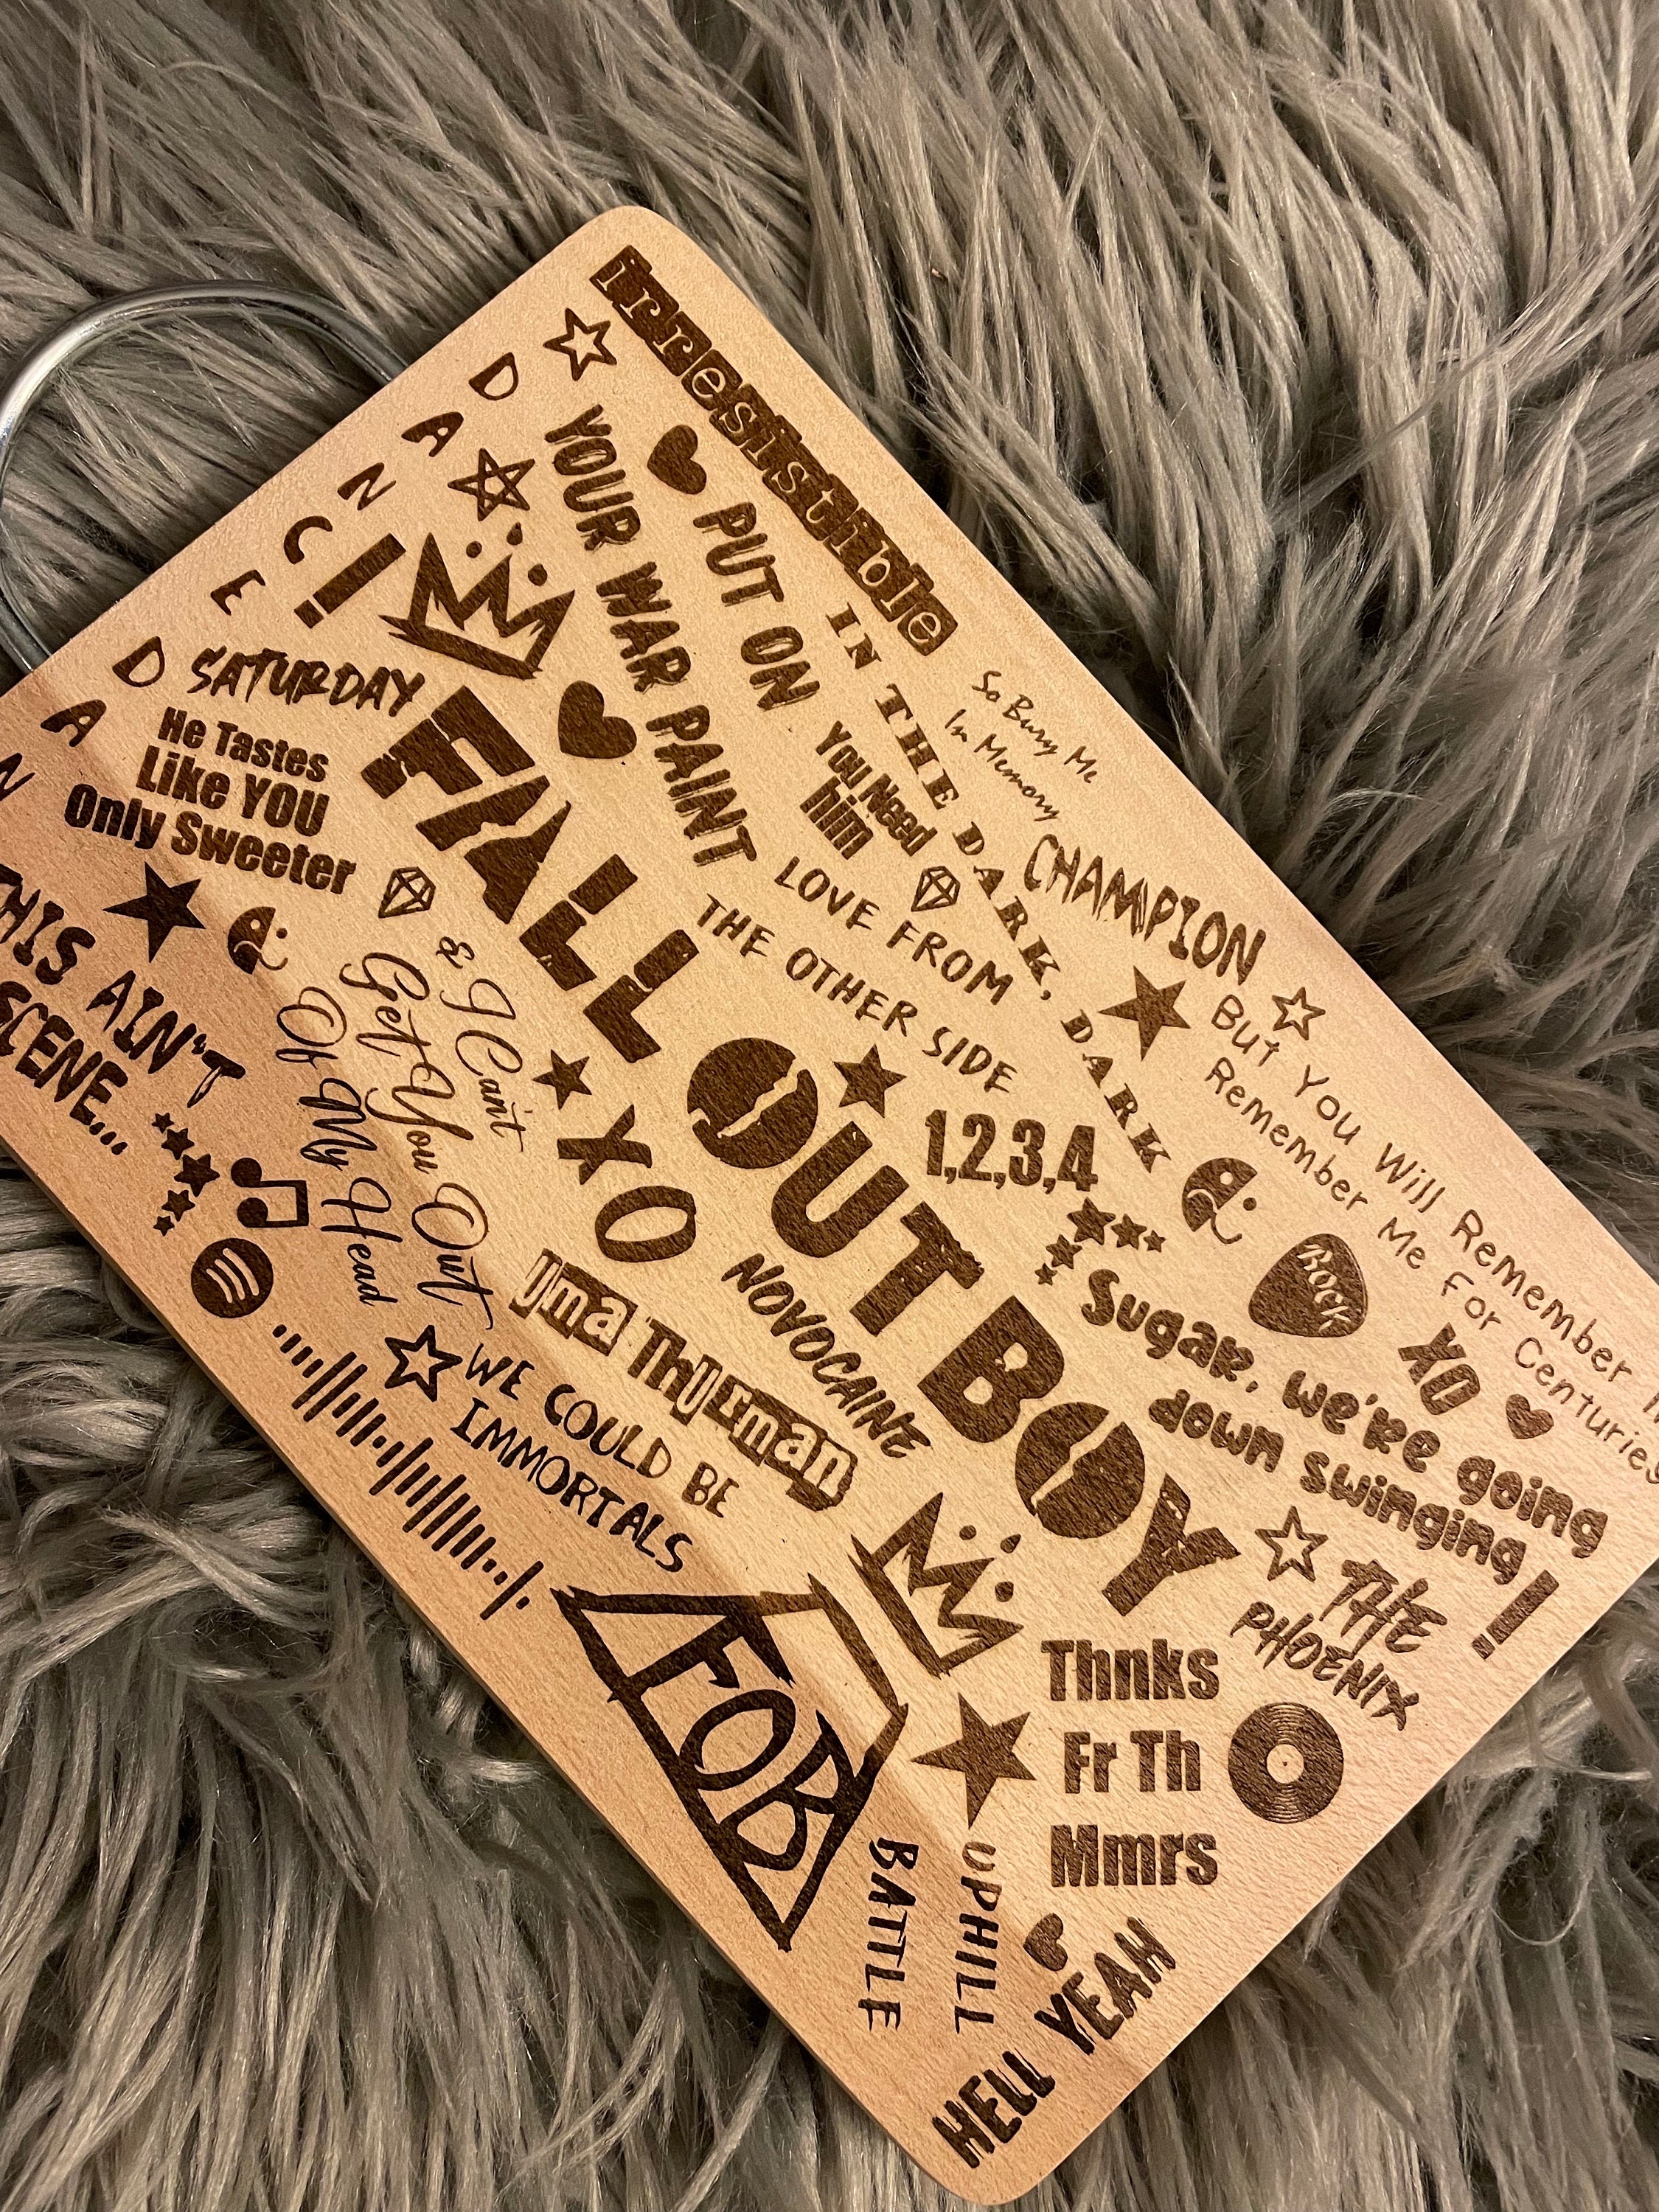 Irresistible
DANCE
DAN
PUT ON
YOUR WAR PAINT
IN THE DARK, DARK
So Bury Me
In Memory
CHAMPION
You Need
him
LOVE FROM
THE OTHER SIDE
1,2,3,4
But You Will Remember
Remember Me For Centuries
Rock
XO
Sugar, we're going
down swinging
!
!
SATURDAY
He Tastes
Like YOU
Only Sweeter
FALL OUT BOY
THIS AIN'T
SCENE...
& I Can't
Get You Out
Of My Head
XO
NOVOCAINE
Uma Thurman
WE COULD BE
IMMORTALS
FOB
THE
PHOENIX
Thnks
Fr Th
Mmrs
UPHILL
BATTLE
HELL YEAH